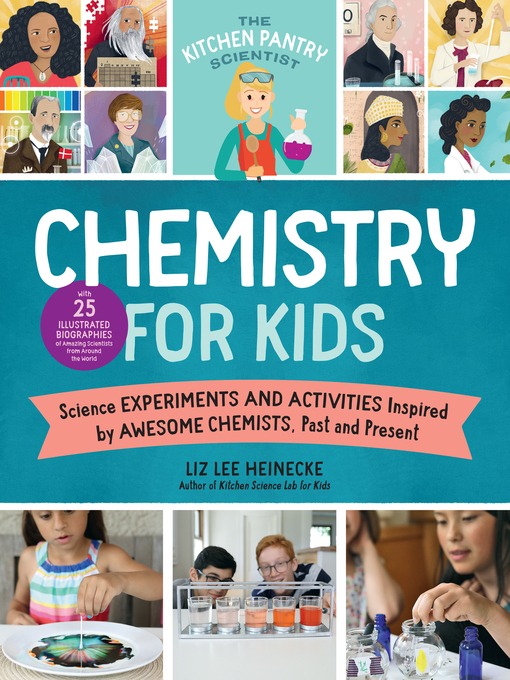 THE
KITCHEN PANTRY
SCIENTIST
CHEMISTRY
FOR KIDS
With
25
ILLUSTRATED
BIOGRAPHIES
of Amazing Scientists
from Around
the World
Science EXPERIMENTS AND ACTIVITIES Inspired
by AWESOME CHEMISTS, Past and Present
LIZ LEE HEINECKE
Author of Kitchen Science Lab for Kids